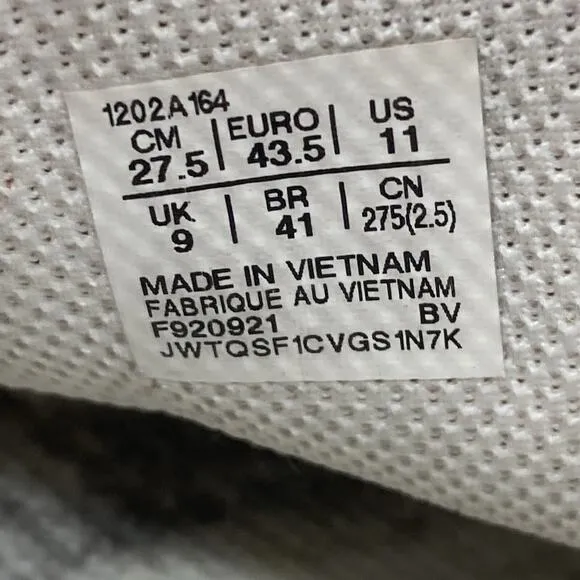 1202A164
CM | EURO | US
27.5 | 43.5 | 11
UK | BR | CN
9 | 41 | 275(2.5)
MADE IN VIETNAM
FABRIQUE AU VIETNAM
F920921 BV
JWTQSF1CVGS1N7K